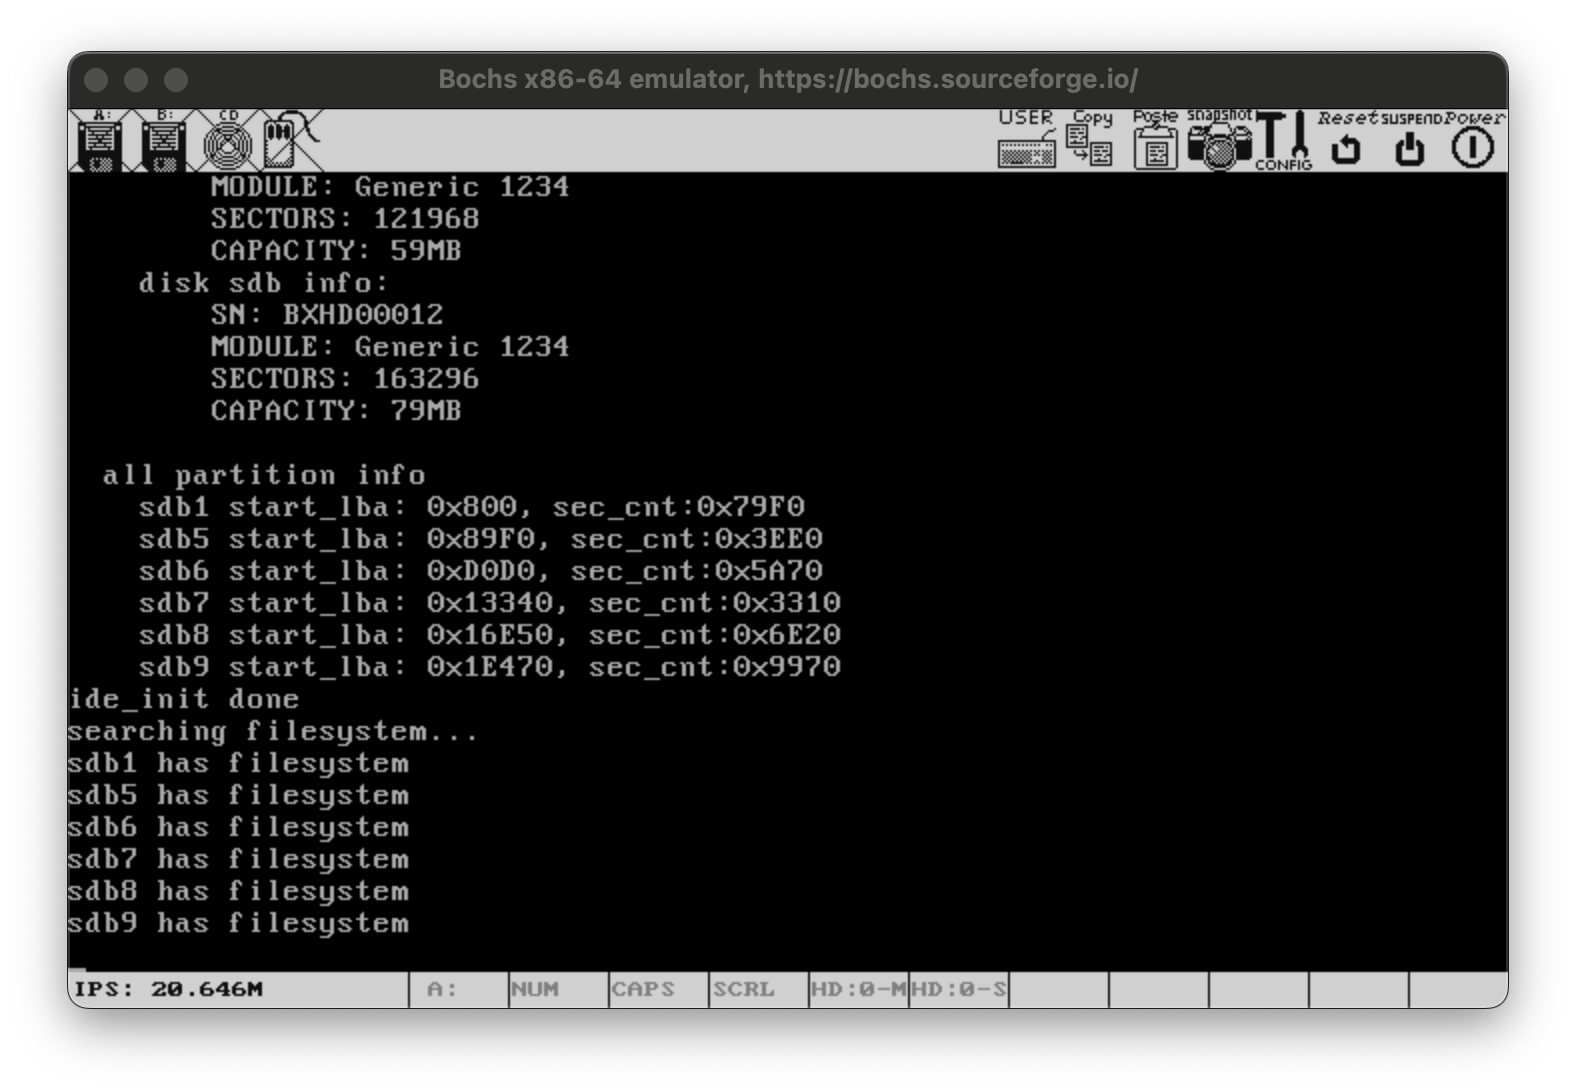 Bochs x86-64 emulator, https://bochs.sourceforge.io/
A: B: CD USER Copy Paste snapshot CONFIG Reset SUSPEND Power
MODULE: Generic 1234
SECTORS: 121968
CAPACITY: 59MB
disk sdb info:
SN: BXHD00012
MODULE: Generic 1234
SECTORS: 163296
CAPACITY: 79MB
all partition info
sdb1 start_lba: 0x800, sec_cnt:0x79F0
sdb5 start_lba: 0x89F0, sec_cnt:0x3EE0
sdb6 start_lba: 0xD0D0, sec_cnt:0x5A70
sdb7 start_lba: 0x13340, sec_cnt:0x3310
sdb8 start_lba: 0x16E50, sec_cnt:0x6E20
sdb9 start_lba: 0x1E470, sec_cnt:0x9970
ide_init done
searching filesystem...
sdb1 has filesystem
sdb5 has filesystem
sdb6 has filesystem
sdb7 has filesystem
sdb8 has filesystem
sdb9 has filesystem
IPS: 20.646M A: NUM CAPS SCRL HD:0-M HD:0-S